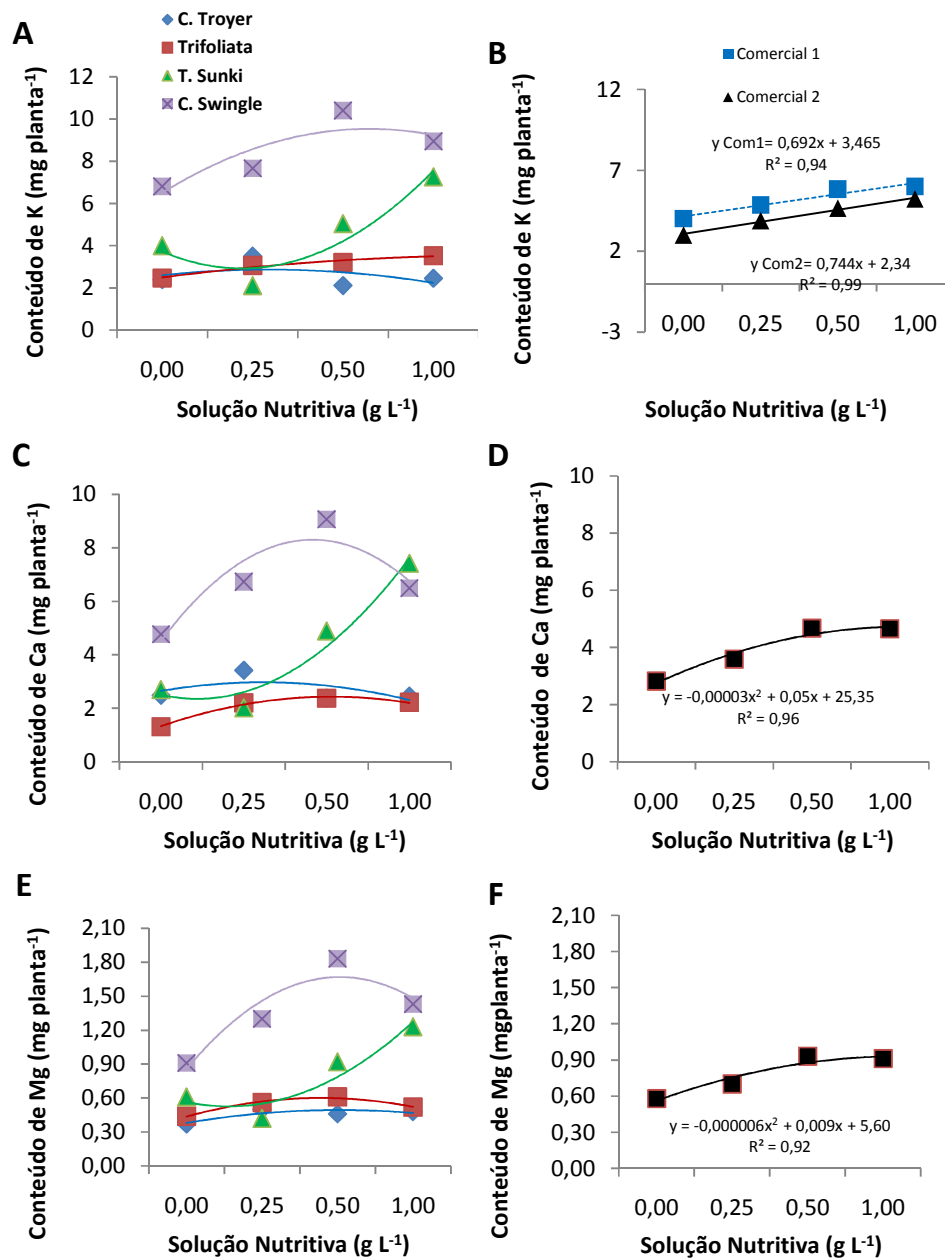 A
C. Troyer
Trifoliata
T. Sunki
C. Swingle
Conteúdo de K (mg planta-1)
12
10
8
6
4
2
0
0,00 0,25 0,50 1,00
Solução Nutritiva (g L-1)
B
Comercial 1
Comercial 2
Conteúdo de K (mg planta-1)
12
7
2
-3
y Com1= 0,692x + 3,465
R² = 0,94
y Com2= 0,744x + 2,34
R² = 0,99
0,00 0,25 0,50 1,00
Solução Nutritiva (g L-1)
C
Conteúdo de Ca (mg planta-1)
10
8
6
4
2
0
0,00 0,25 0,50 1,00
Solução Nutritiva (g L-1)
D
Conteúdo de Ca (mg planta-1)
10
8
6
4
2
0
y = -0,00003x² + 0,05x + 25,35
R² = 0,96
0,00 0,25 0,50 1,00
Solução Nutritiva (g L-1)
E
Conteúdo de Mg (mg planta-1)
2,10
1,80
1,50
1,20
0,90
0,60
0,30
0,00
0,00 0,25 0,50 1,00
Solução Nutritiva (g L-1)
F
Conteúdo de Mg (mgplanta-1)
2,10
1,80
1,50
1,20
0,90
0,60
0,30
0,00
y = -0,000006x² + 0,009x + 5,60
R² = 0,92
0,00 0,25 0,50 1,00
Solução Nutritiva (g L-1)